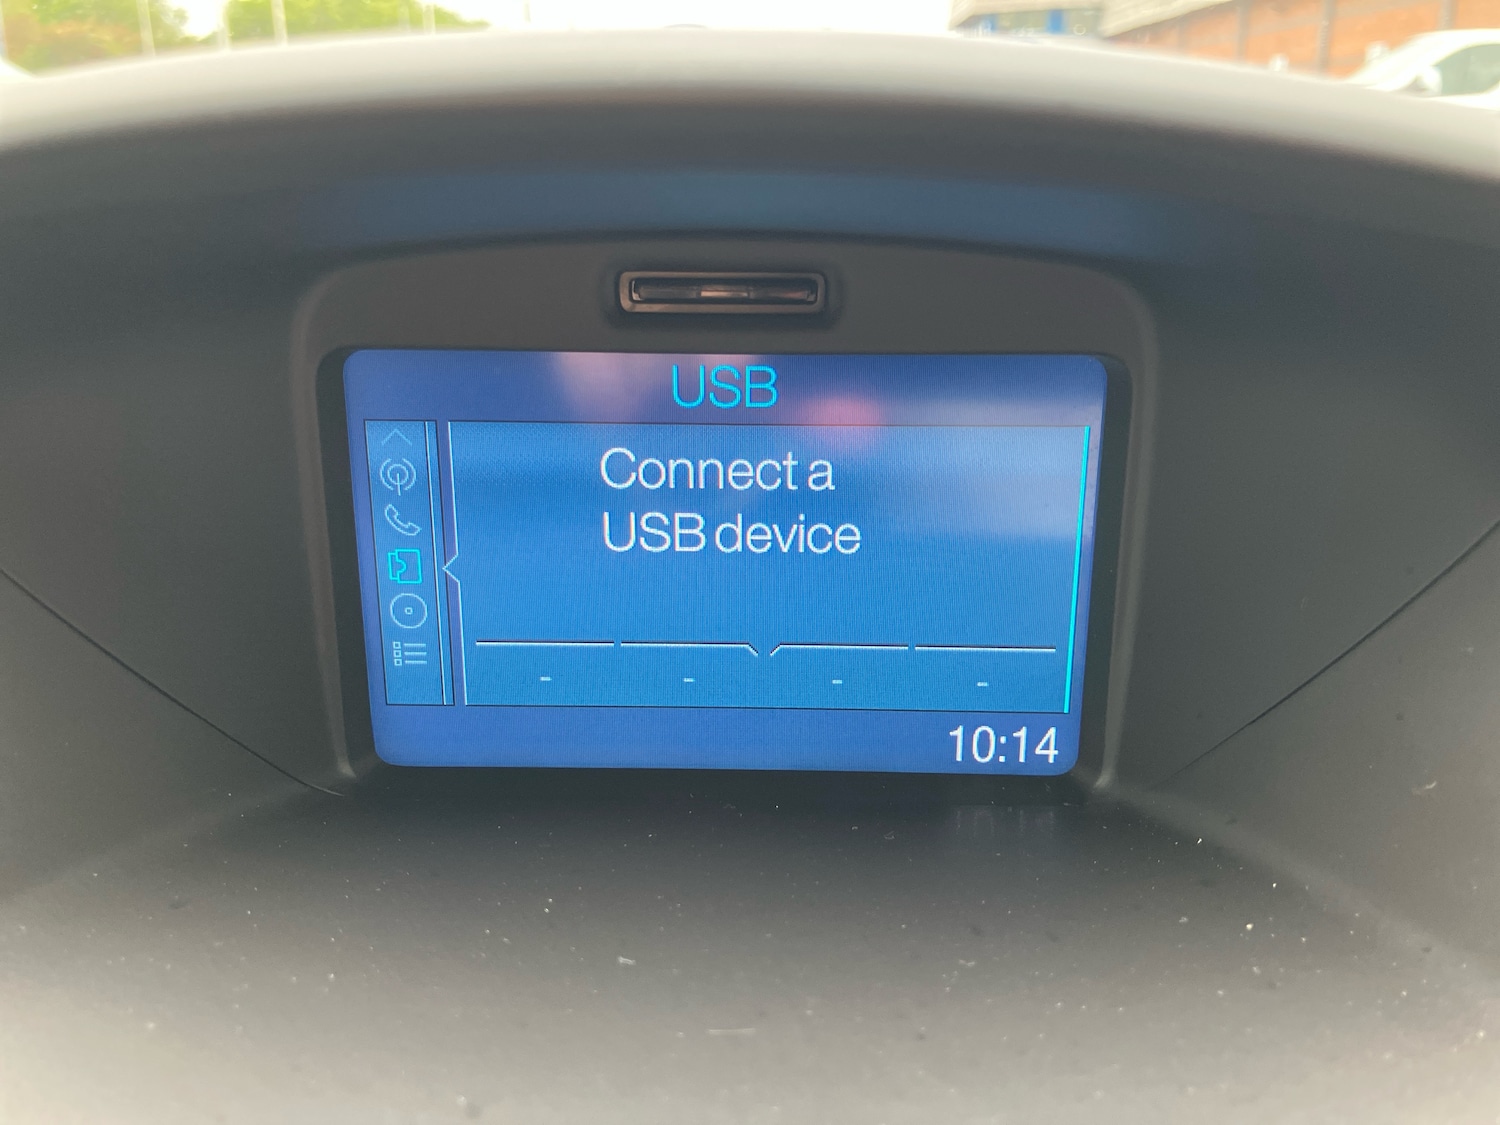 USB
Connect a
USB device
- - - -
10:14